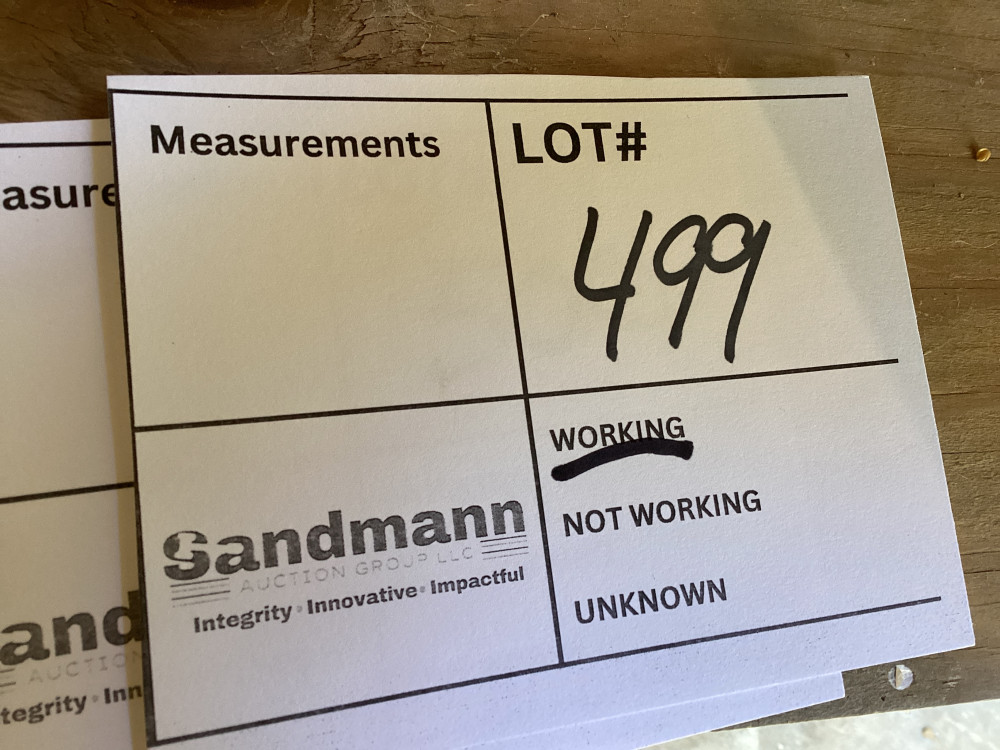 Measurements
LOT#
499
WORKING
NOT WORKING
UNKNOWN
Sandmann
AUCTION GROUP LLC
Integrity • Innovative • Impactful
asure
and
AUCTION
tegrity • Inn